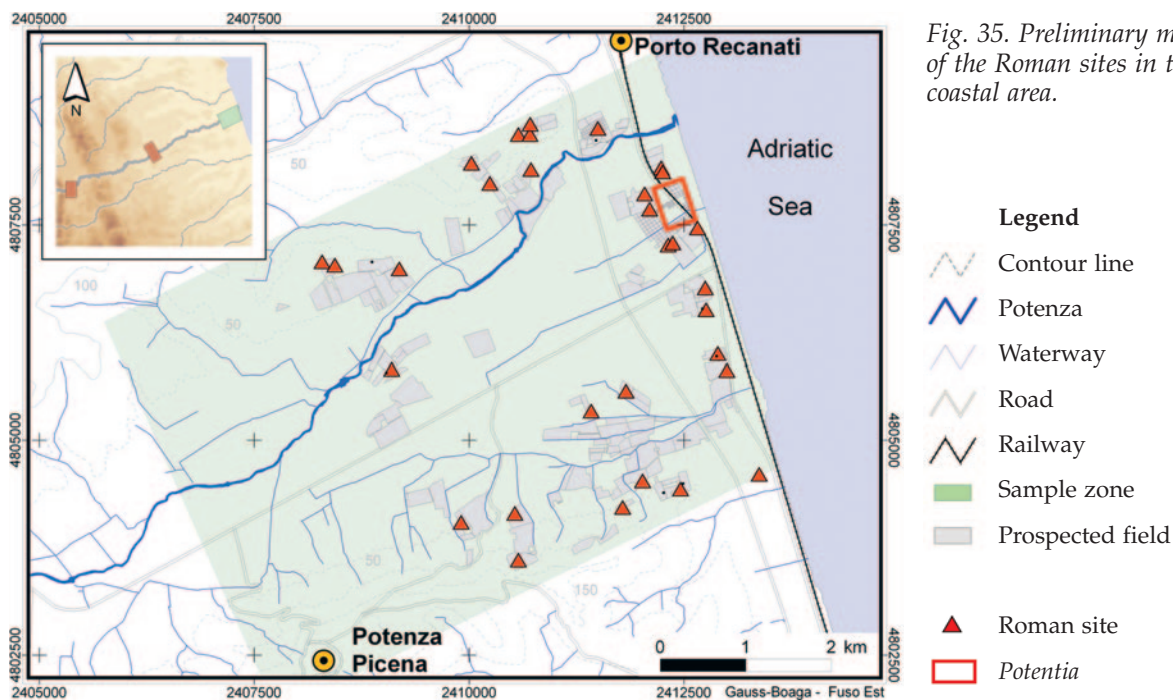 2405000 2407500 2410000 2412500
Fig. 35. Preliminary m
of the Roman sites in t
coastal area.
Porto Recanati
N
50
Adriatic
Sea
4807500 4807500
100
50
Legend
Contour line
Potenza
Waterway
Road
Railway
Sample zone
Prospected field
Roman site
Potentia
4805000 4805000
50
150
Potenza
Picena
0 1 2 km
4802500 4802500
2405000 2407500 2410000 2412500 Gauss-Boaga - Fuso Est